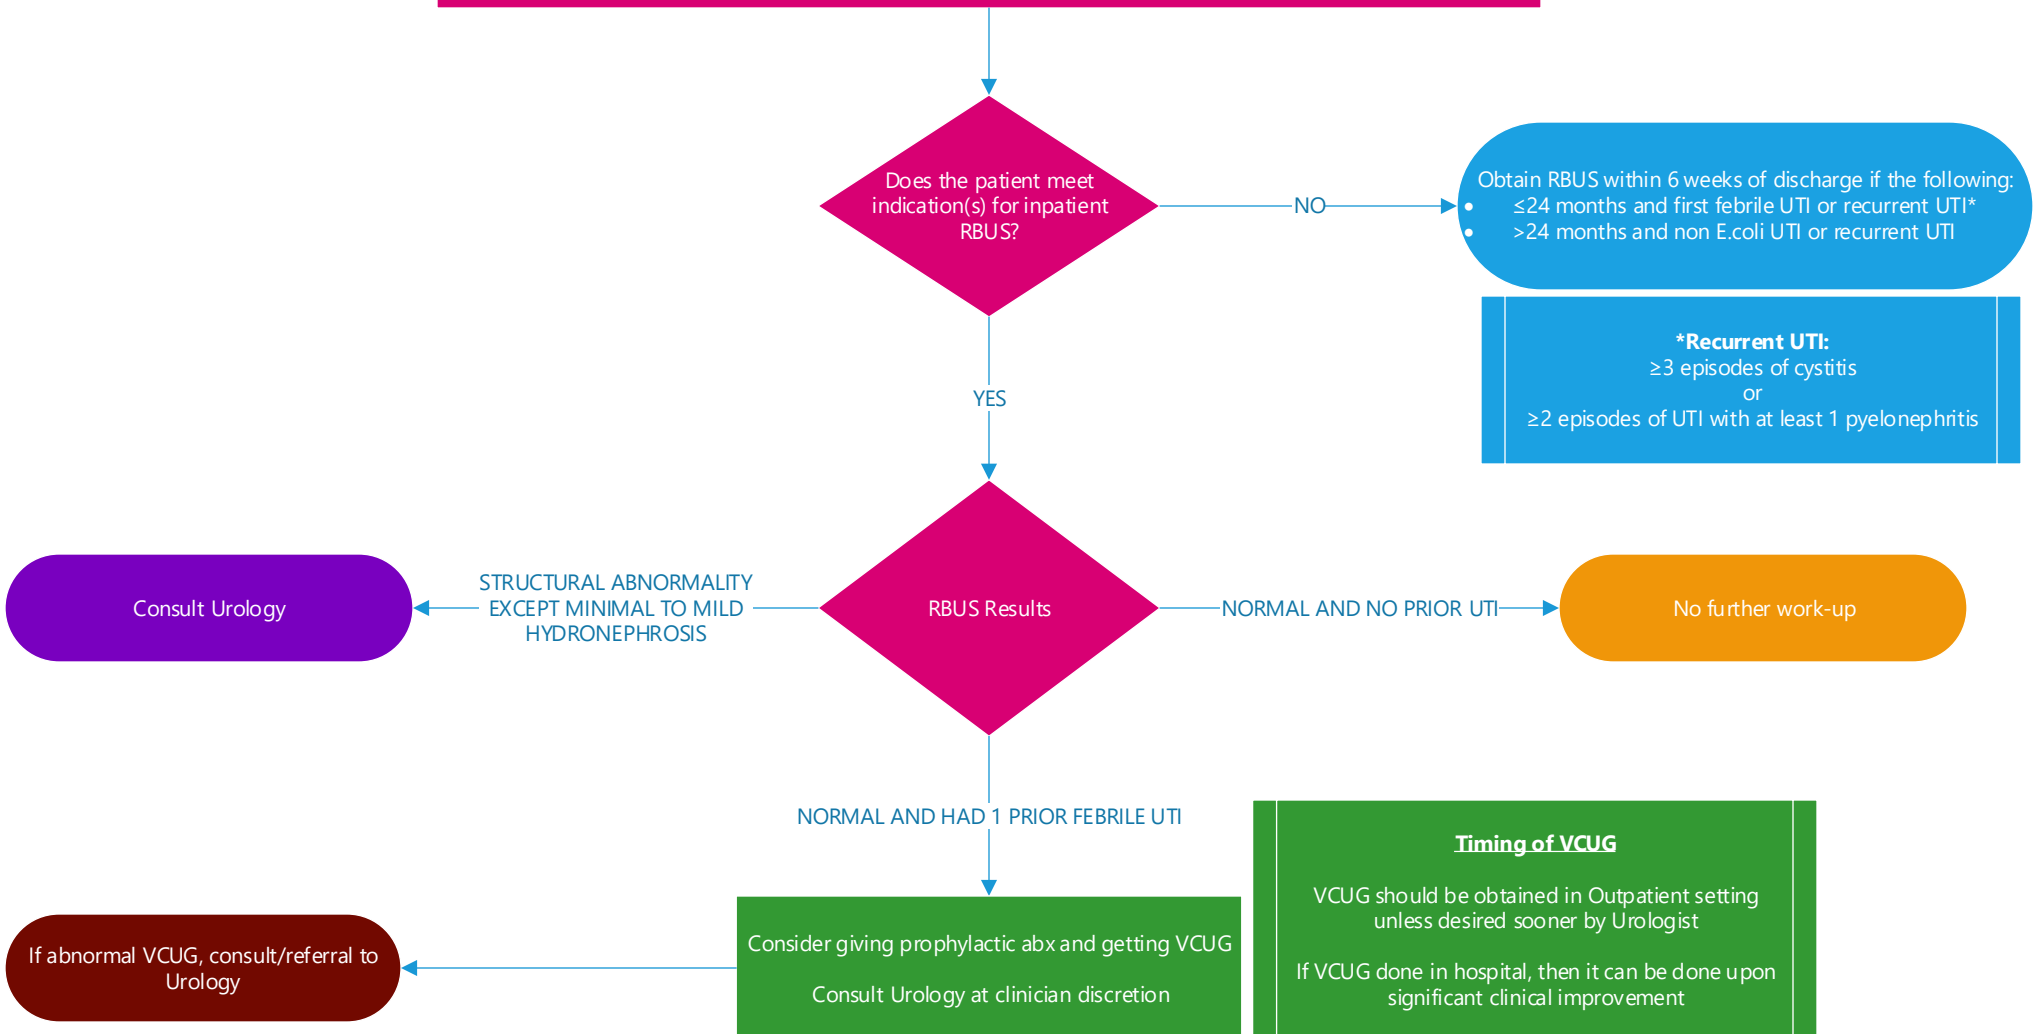 Does the patient meet
indication(s) for inpatient
RBUS?
NO
Obtain RBUS within 6 weeks of discharge if the following:
• ≤24 months and first febrile UTI or recurrent UTI*
• >24 months and non E.coli UTI or recurrent UTI
*Recurrent UTI:
≥3 episodes of cystitis
or
≥2 episodes of UTI with at least 1 pyelonephritis
YES
Consult Urology
STRUCTURAL ABNORMALITY
EXCEPT MINIMAL TO MILD
HYDRONEPHROSIS
RBUS Results
NORMAL AND NO PRIOR UTI
No further work-up
NORMAL AND HAD 1 PRIOR FEBRILE UTI
Timing of VCUG
VCUG should be obtained in Outpatient setting
unless desired sooner by Urologist
If VCUG done in hospital, then it can be done upon
significant clinical improvement
Consider giving prophylactic abx and getting VCUG
Consult Urology at clinician discretion
If abnormal VCUG, consult/referral to
Urology